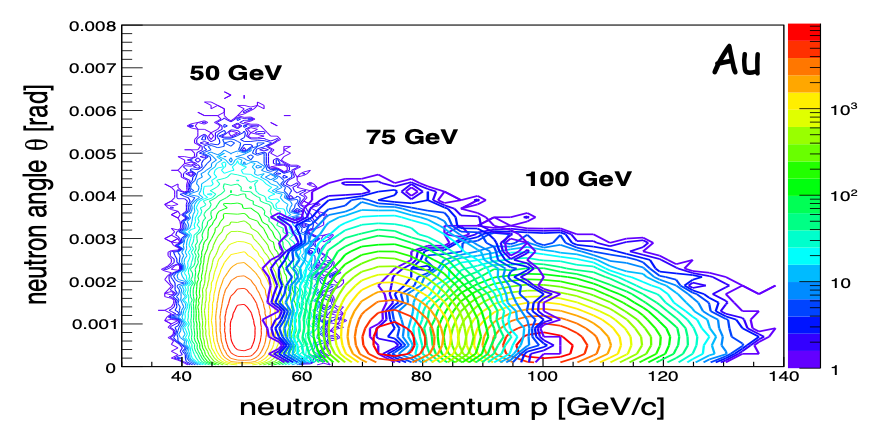 0.008
0.007
0.006
0.005
0.004
0.003
0.002
0.001
0
neutron angle θ [rad]
50 GeV
75 GeV
100 GeV
Au
10³
10²
10
1
40 60 80 100 120 140
neutron momentum p [GeV/c]